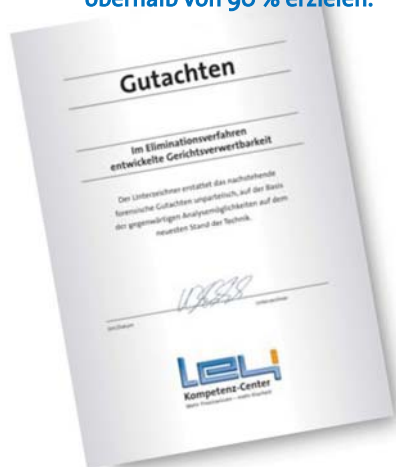 oberhalb von 90 % erzielen.
Gutachten
Im Eliminationsverfahren
entwickelte Gerichtsverwertbarkeit
Der Unterzeichner erstattet das nachstehende
forensische Gutachten unparteiisch, auf der Basis
der gegenwärtigen Analysemöglichkeiten auf dem
neuesten Stand der Technik.
Ort/Datum
Unterzeichner
Kompetenz-Center